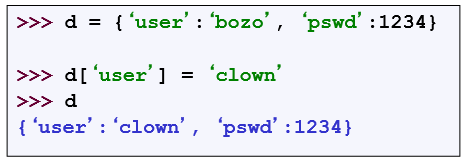 >>> d = {‘user’:‘bozo’, ‘pswd’:1234}
>>> d[‘user’] = ‘clown’
>>> d
{‘user’:‘clown’, ‘pswd’:1234}